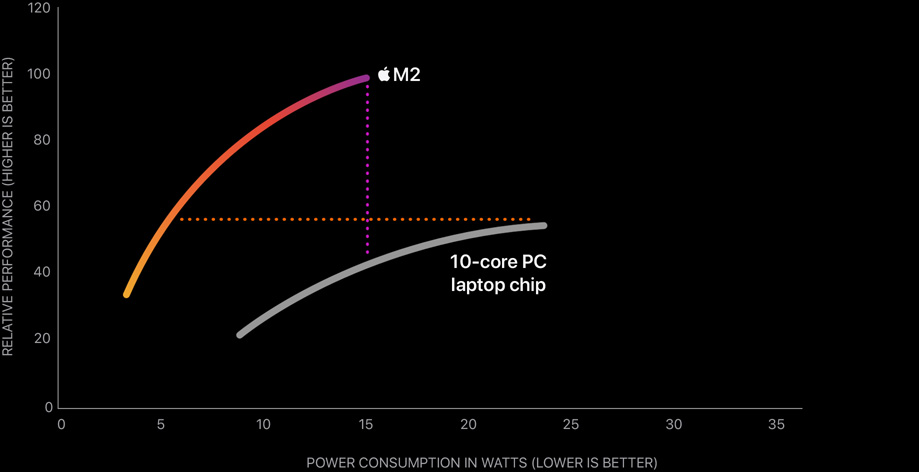 120
100
80
60
40
20
0
RELATIVE PERFORMANCE (HIGHER IS BETTER)
M2
10-core PC
laptop chip
0 5 10 15 20 25 30 35
POWER CONSUMPTION IN WATTS (LOWER IS BETTER)